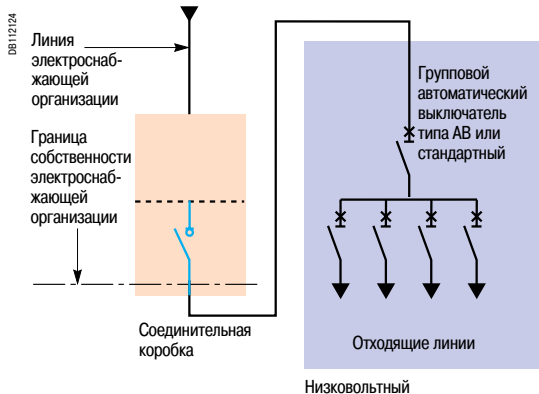 DB112124
Линия
электроснаб-
жающей
организации
Граница
собственности
электроснаб-
жающей
организации
Соединительная
коробка
Групповой
автоматический
выключатель
типа АВ или
стандартный
Отходящие линии
Низковольтный